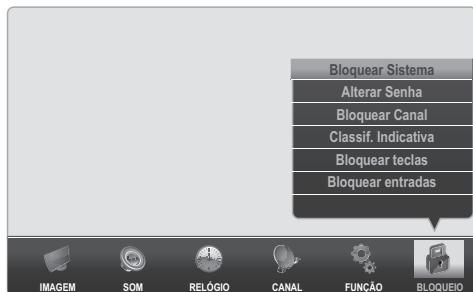 Bloquear Sistema
Alterar Senha
Bloquear Canal
Classif. Indicativa
Bloquear teclas
Bloquear entradas
IMAGEM SOM RELÓGIO CANAL FUNÇÃO BLOQUEIO